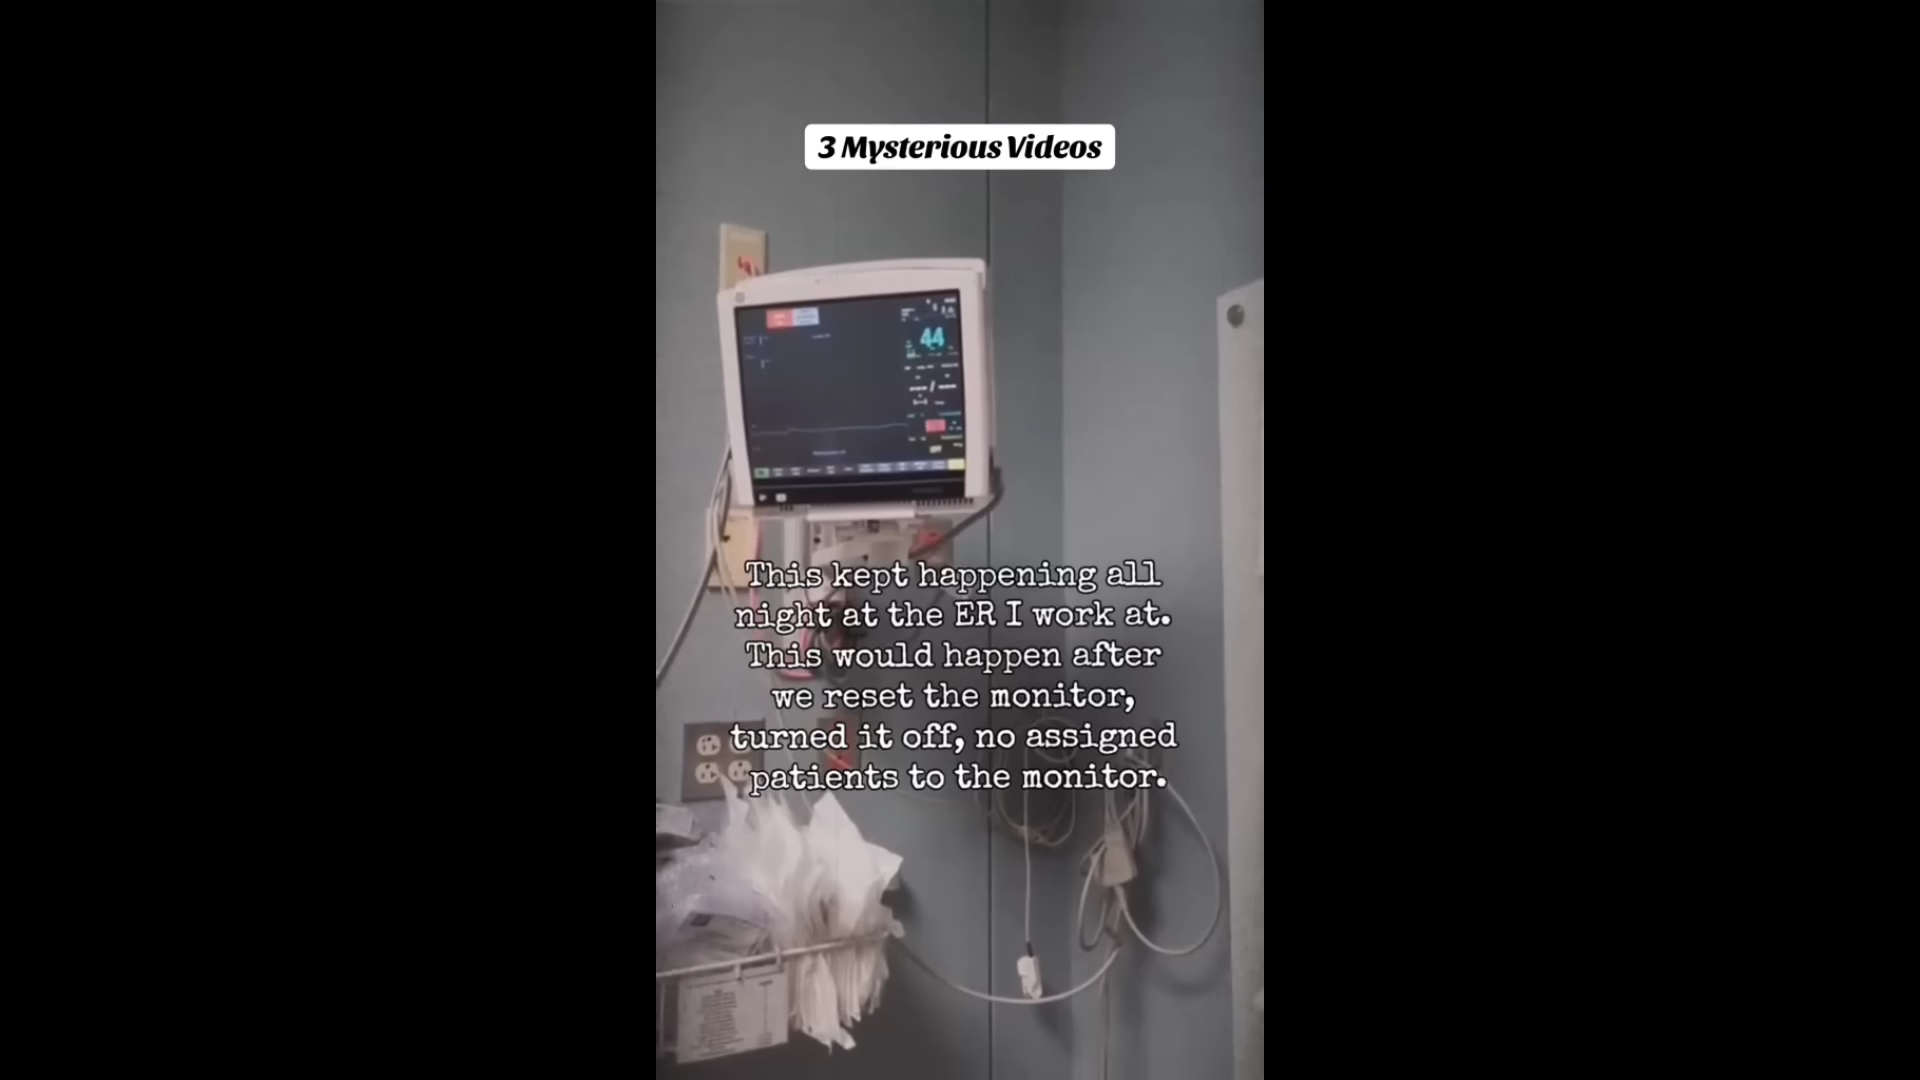 3 Mysterious Videos
44
This kept happening all
night at the ER I work at.
This would happen after
we reset the monitor,
turned it off, no assigned
patients to the monitor.